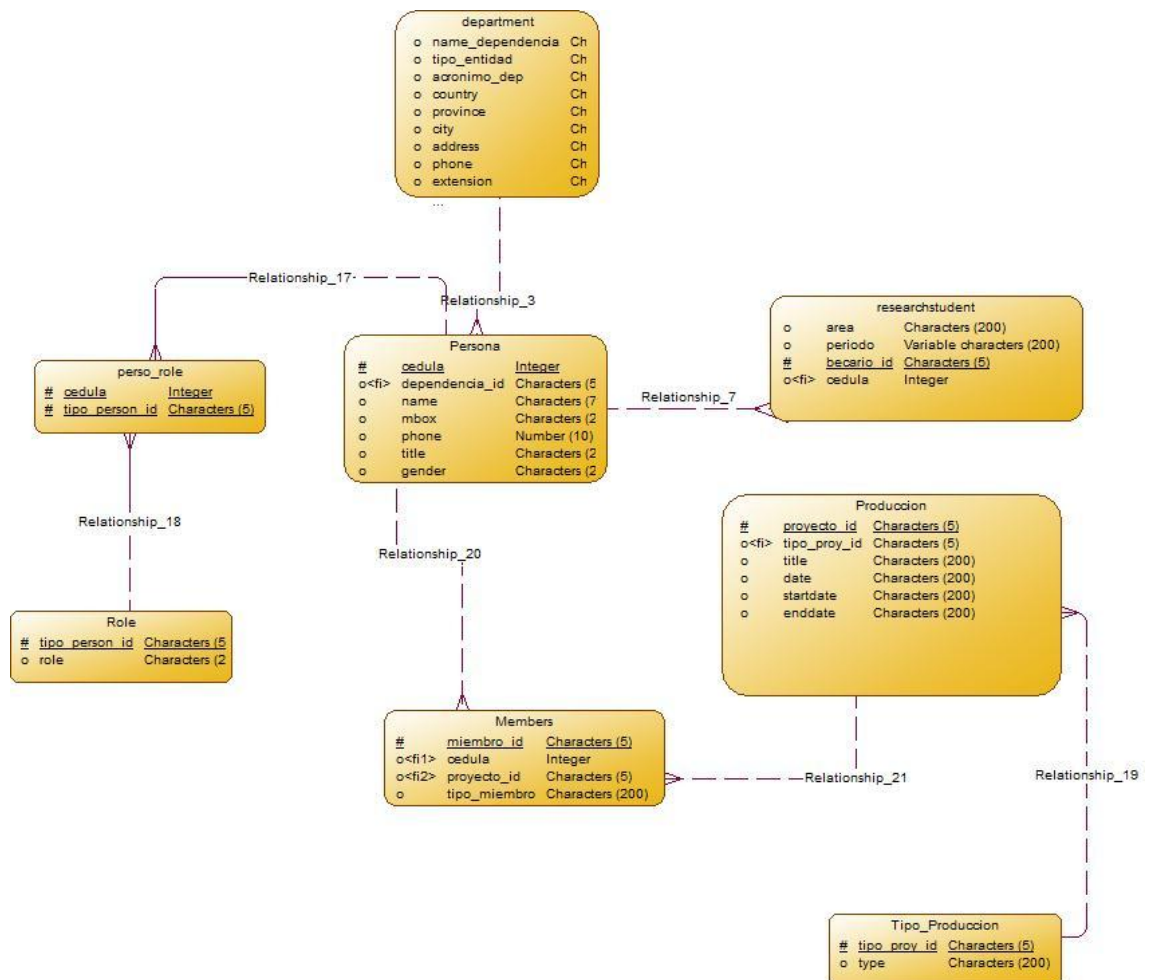 department
o name_dependencia Ch
o tipo_entidad Ch
o acronimo_dep Ch
o country Ch
o province Ch
o city Ch
o address Ch
o phone Ch
o extension Ch
...
Relationship_17
Relationship_3
researchstudent
o area Characters (200)
o periodo Variable characters (200)
# becario_id Characters (5)
o<fi> cedula Integer
Persona
# cedula Integer
o<fi> dependencia_id Characters (5
o name Characters (7
o mbox Characters (2
o phone Number (10)
o title Characters (2
o gender Characters (2
perso_role
# cedula Integer
# tipo_person_id Characters (5)
Relationship_7
Relationship_18
Relationship_20
Produccion
# proyecto_id Characters (5)
o<fi> tipo_proy_id Characters (5)
o title Characters (200)
o date Characters (200)
o startdate Characters (200)
o enddate Characters (200)
Role
# tipo_person_id Characters (5
o role Characters (2
Members
# miembro_id Characters (5)
o<fi1> cedula Integer
o<fi2> proyecto_id Characters (5)
o tipo_miembro Characters (200)
Relationship_21
Relationship_19
Tipo_Produccion
# tipo_proy_id Characters (5)
o type Characters (200)